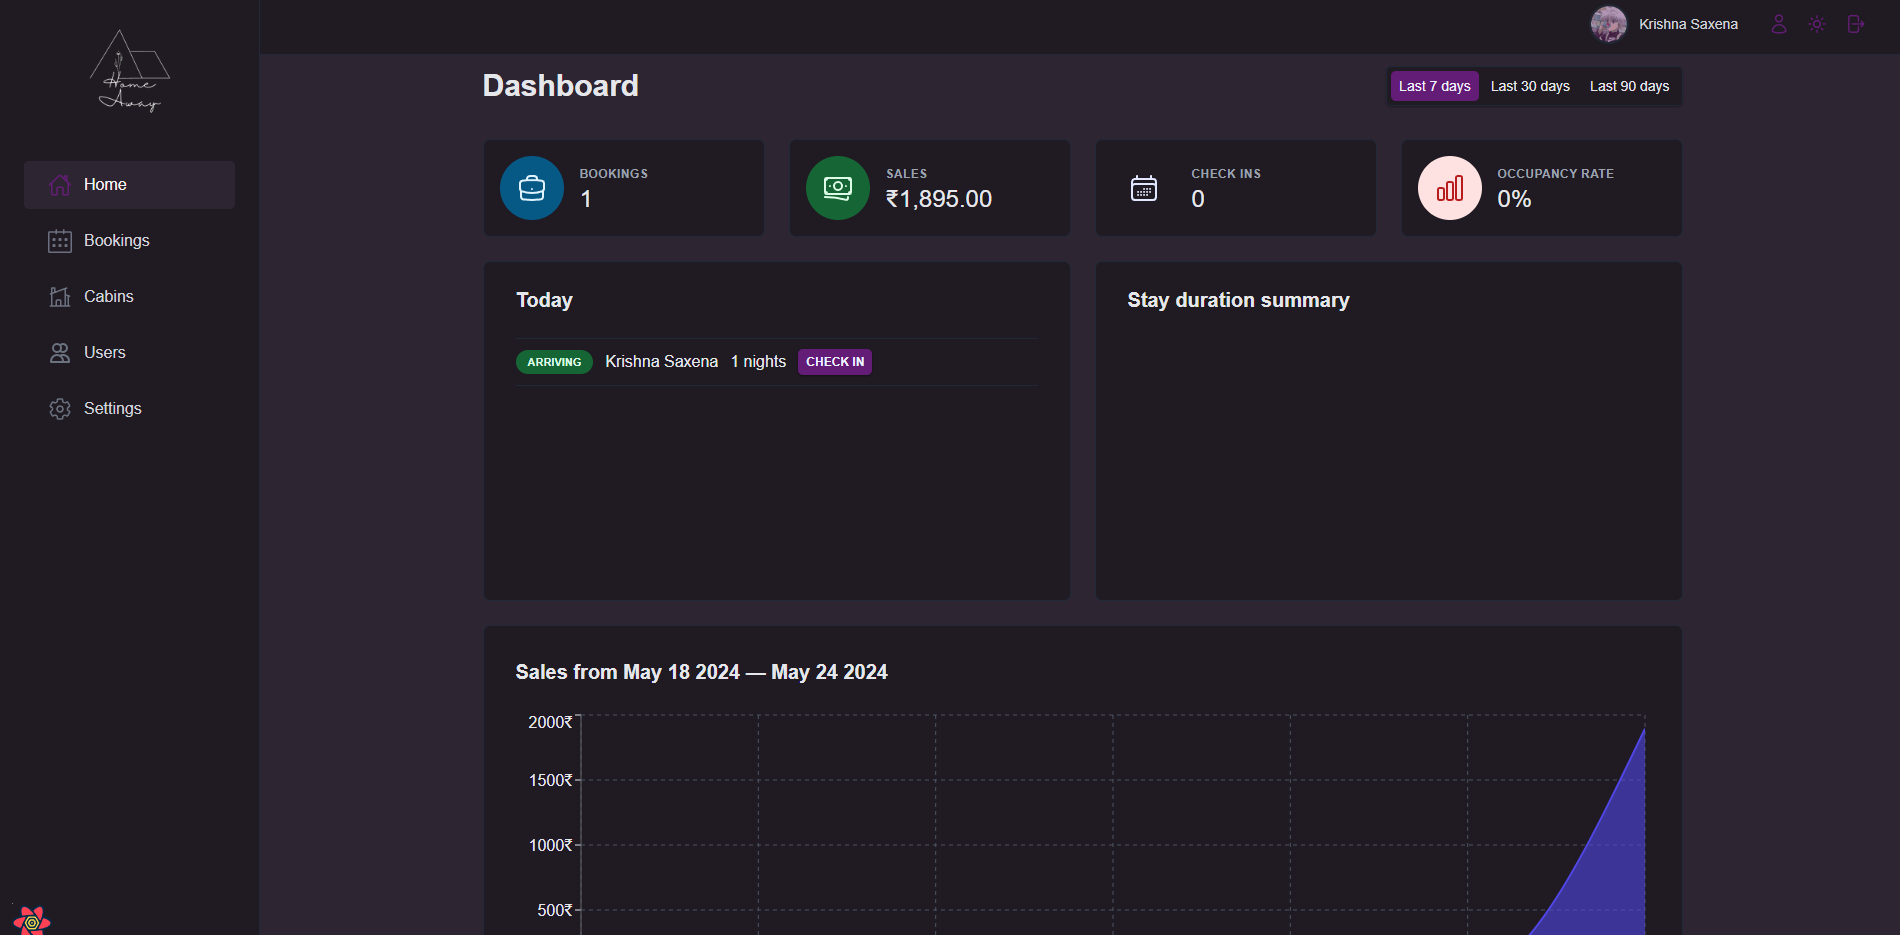 Home
Away
Krishna Saxena
Home
Bookings
Cabins
Users
Settings
Dashboard
Last 7 days Last 30 days Last 90 days
BOOKINGS
1
SALES
₹1,895.00
CHECK INS
0
OCCUPANCY RATE
0%
Today
ARRIVING Krishna Saxena 1 nights CHECK IN
Stay duration summary
Sales from May 18 2024 — May 24 2024
2000₹
1500₹
1000₹
500₹